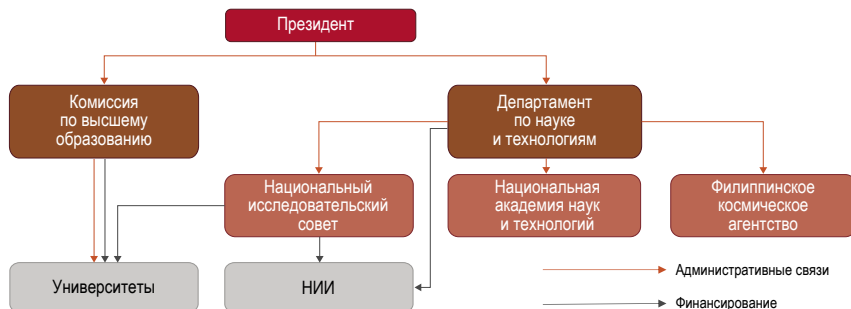 Президент
Комиссия
по высшему
образованию
Департамент
по науке
и технологиям
Национальный
исследовательский
совет
Национальная
академия наук
и технологий
Филиппинское
космическое
агентство
Университеты
НИИ
Административные связи
Финансирование